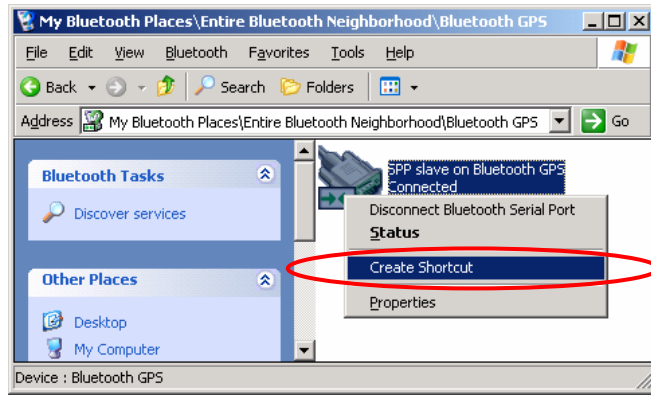 My Bluetooth Places\Entire Bluetooth Neighborhood\Bluetooth GPS
File Edit View Bluetooth Favorites Tools Help
Back Search Folders
Address My Bluetooth Places\Entire Bluetooth Neighborhood\Bluetooth GPS Go
Bluetooth Tasks
Discover services
Other Places
Desktop
My Computer
SPP slave on Bluetooth GPS
Connected
Disconnect Bluetooth Serial Port
Status
Create Shortcut
Properties
Device : Bluetooth GPS